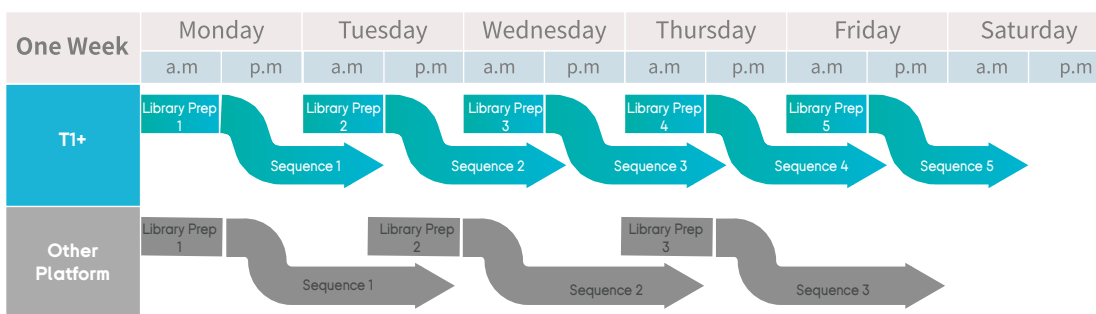 One Week
Monday Tuesday Wednesday Thursday Friday Saturday
a.m p.m a.m p.m a.m p.m a.m p.m a.m p.m a.m p.m
T1+
Library Prep
1
Library Prep
2
Library Prep
3
Library Prep
4
Library Prep
5
Sequence 1 Sequence 2 Sequence 3 Sequence 4 Sequence 5
Other
Platform
Library Prep
1
Library Prep
2
Library Prep
3
Sequence 1 Sequence 2 Sequence 3